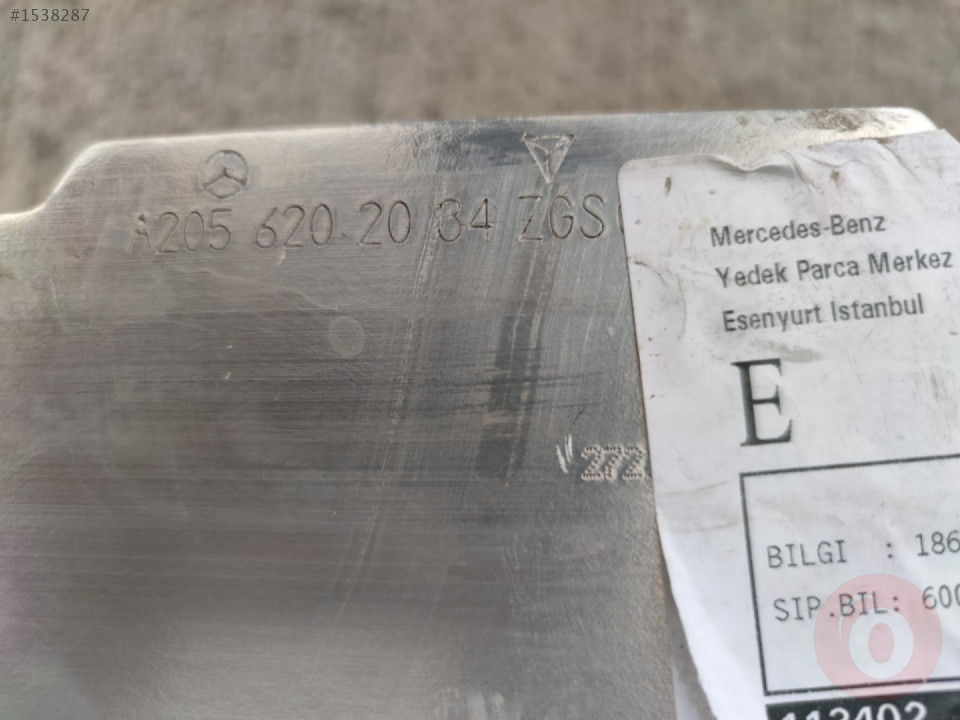 #1538287
A205 620 20 34 ZGS
Mercedes-Benz
Yedek Parca Merkez
Esenyurt Istanbul
E
272
BILGI : 186
SIP.BIL: 600
O